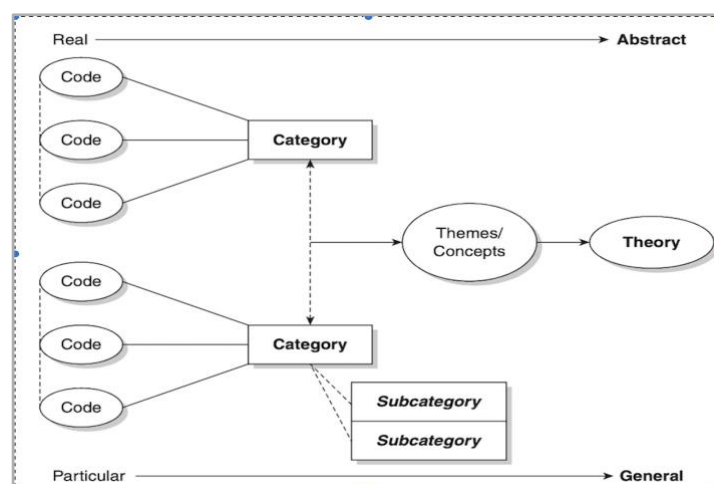 Real
Abstract
Code
Code
Category
Code
Themes/
Concepts
Theory
Code
Code
Category
Code
Subcategory
Subcategory
Particular
General